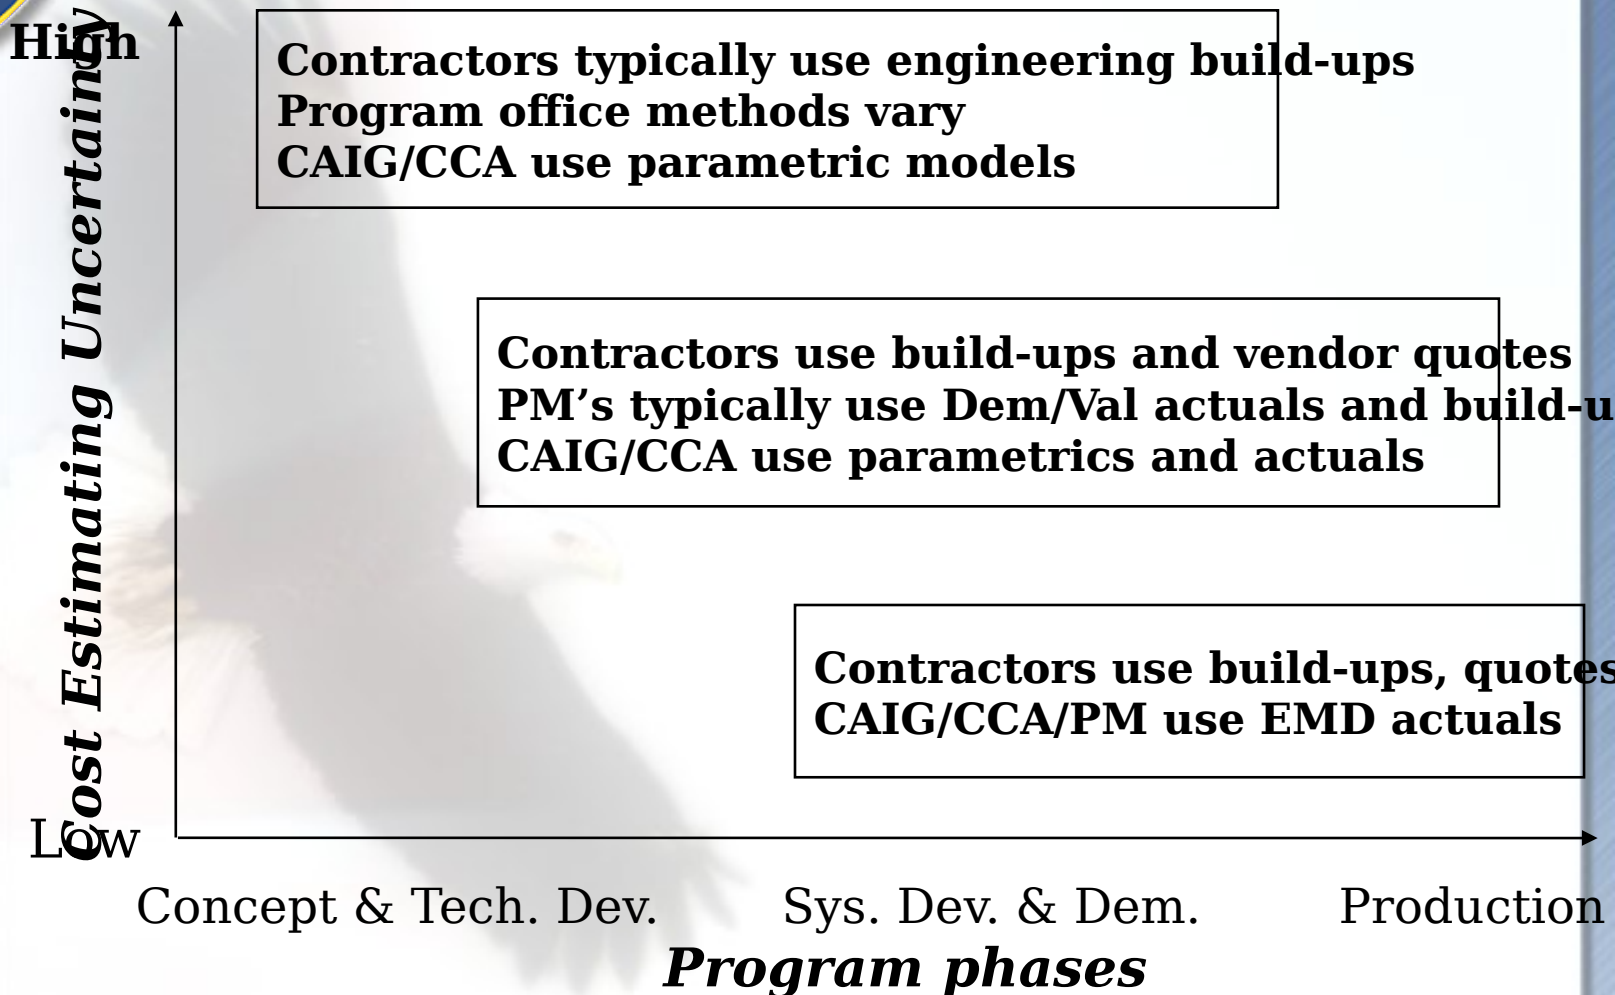 High
Cost Estimating Uncertainty
Contractors typically use engineering build-ups
Program office methods vary
CAIG/CCA use parametric models
Contractors use build-ups and vendor quotes
PM’s typically use Dem/Val actuals and build-u
CAIG/CCA use parametrics and actuals
Contractors use build-ups, quotes
CAIG/CCA/PM use EMD actuals
Low
Concept & Tech. Dev. Sys. Dev. & Dem. Production
Program phases